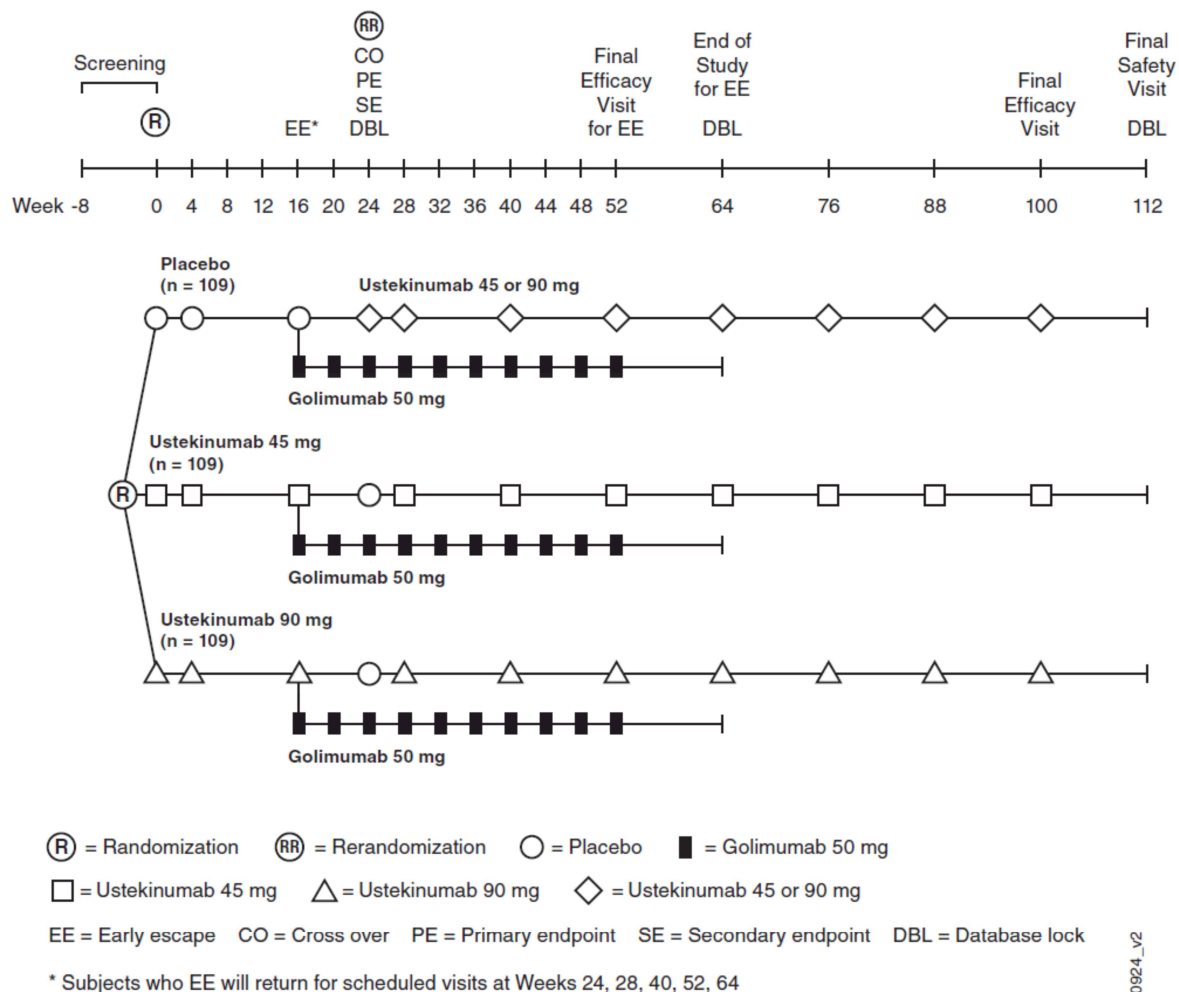 Screening
R
EE*
RR
CO
PE
SE
DBL
Final
Efficacy
Visit
for EE
End of
Study
for EE
DBL
Final
Efficacy
Visit
Final
Safety
Visit
DBL
Week -8 0 4 8 12 16 20 24 28 32 36 40 44 48 52 64 76 88 100 112
Placebo
(n = 109)
Ustekinumab 45 or 90 mg
Golimumab 50 mg
Ustekinumab 45 mg
(n = 109)
R
Golimumab 50 mg
Ustekinumab 90 mg
(n = 109)
Golimumab 50 mg
R = Randomization RR = Rerandomization = Placebo = Golimumab 50 mg
= Ustekinumab 45 mg = Ustekinumab 90 mg = Ustekinumab 45 or 90 mg
EE = Early escape CO = Cross over PE = Primary endpoint SE = Secondary endpoint DBL = Database lock
* Subjects who EE will return for scheduled visits at Weeks 24, 28, 40, 52, 64
0924_v2